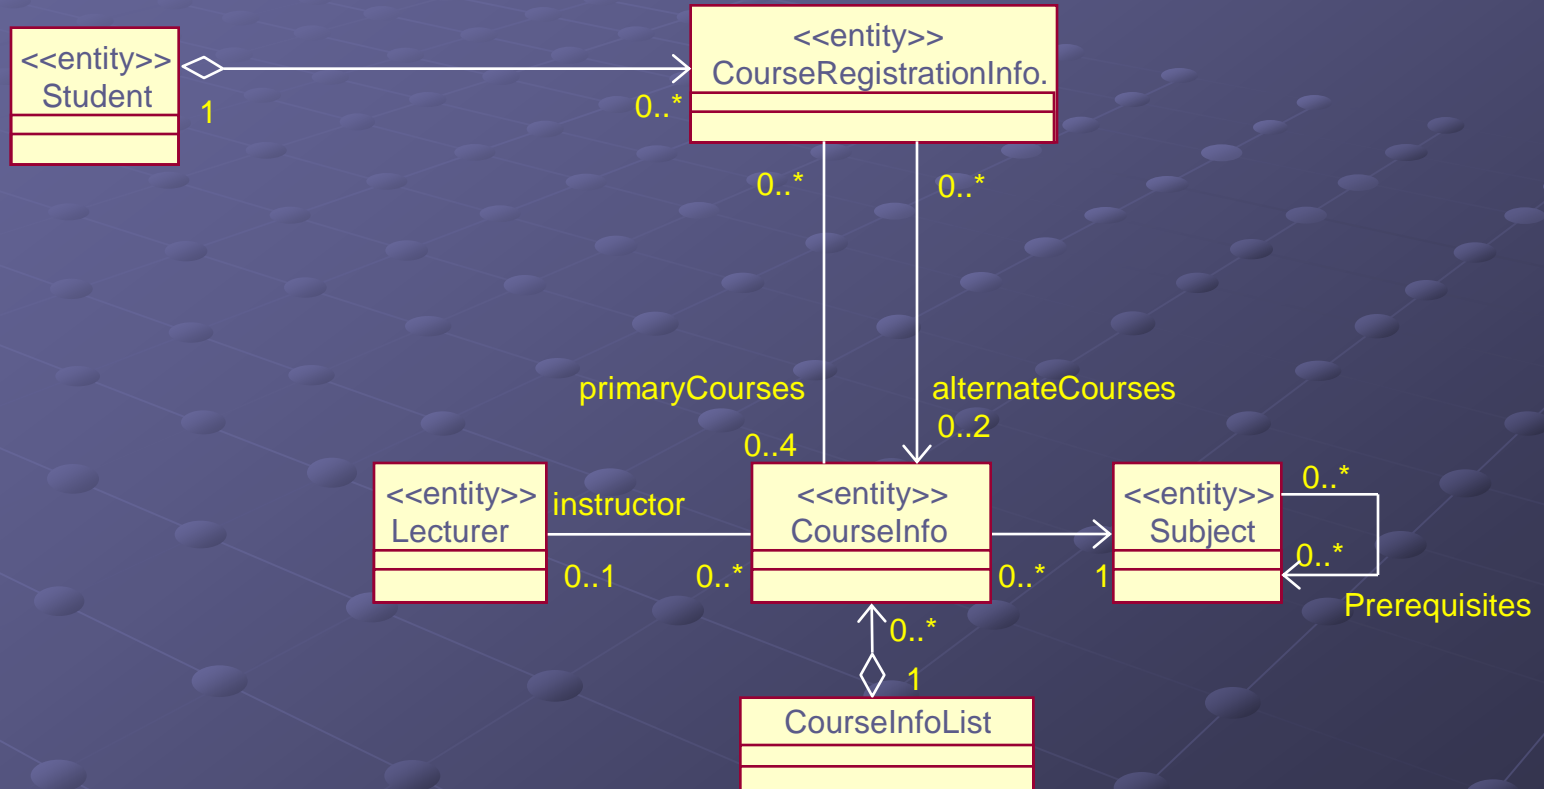 <<entity>>
Student
1
0..*
<<entity>>
CourseRegistrationInfo.
0..*
0..*
primaryCourses
0..4
alternateCourses
0..2
<<entity>>
Lecturer
instructor
0..1
0..*
<<entity>>
CourseInfo
0..*
1
<<entity>>
Subject
0..*
0..*
Prerequisites
0..*
1
CourseInfoList